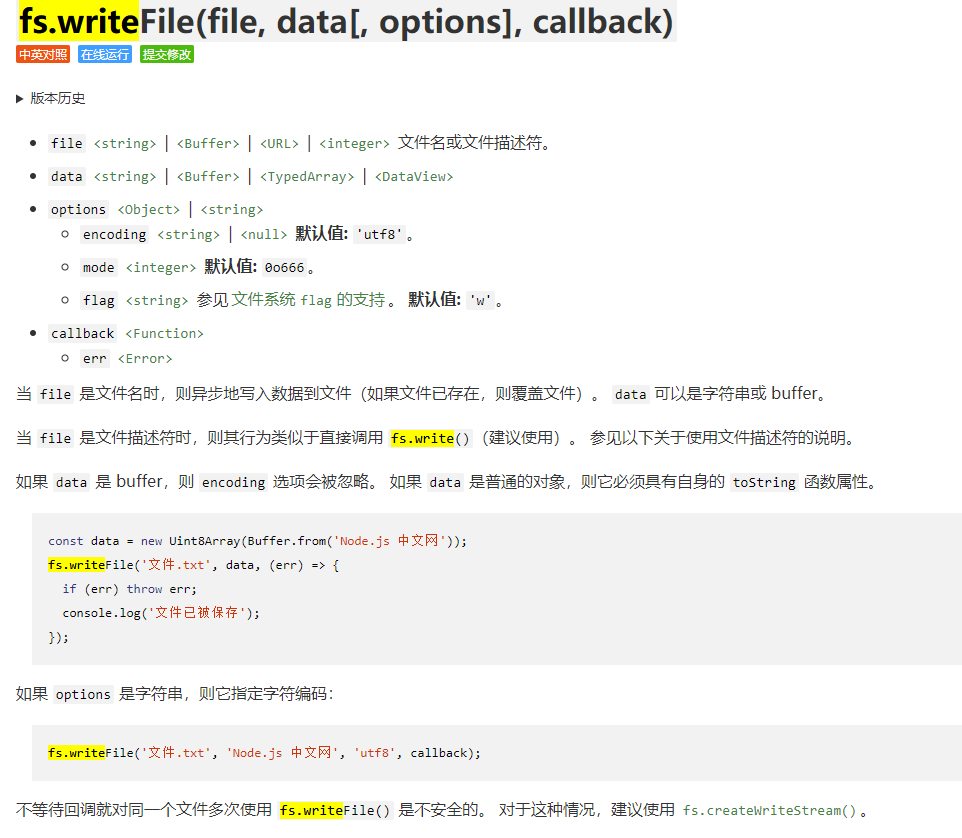 fs.writeFile(file, data[, options], callback)
中英对照 在线运行 提交修改
▶ 版本历史
• file <string> | <Buffer> | <URL> | <integer> 文件名或文件描述符。
• data <string> | <Buffer> | <TypedArray> | <DataView>
• options <Object> | <string>
◦ encoding <string> | <null> 默认值: 'utf8'。
◦ mode <integer> 默认值: 0o666。
◦ flag <string> 参见文件系统 flag 的支持。 默认值: 'w'。
• callback <Function>
◦ err <Error>
当 file 是文件名时，则异步地写入数据到文件（如果文件已存在，则覆盖文件）。 data 可以是字符串或 buffer。
当 file 是文件描述符时，则其行为类似于直接调用 fs.write()（建议使用）。 参见以下关于使用文件描述符的说明。
如果 data 是 buffer，则 encoding 选项会被忽略。 如果 data 是普通的对象，则它必须具有自身的 toString 函数属性。
const data = new Uint8Array(Buffer.from('Node.js 中文网'));
fs.writeFile('文件.txt', data, (err) => {
  if (err) throw err;
  console.log('文件已被保存');
});
如果 options 是字符串，则它指定字符编码：
fs.writeFile('文件.txt', 'Node.js 中文网', 'utf8', callback);
不等待回调就对同一个文件多次使用 fs.writeFile() 是不安全的。 对于这种情况，建议使用 fs.createWriteStream()。